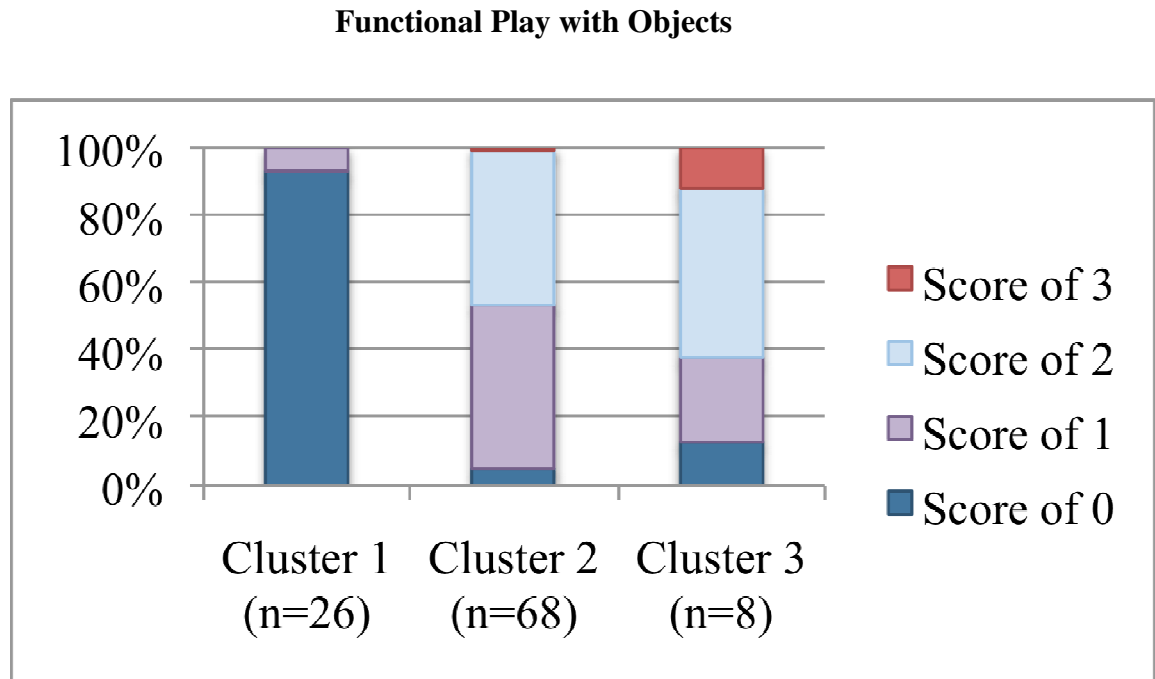 Functional Play with Objects
100%
80%
60%
40%
20%
0%
Cluster 1
(n=26)
Cluster 2
(n=68)
Cluster 3
(n=8)
Score of 3
Score of 2
Score of 1
Score of 0